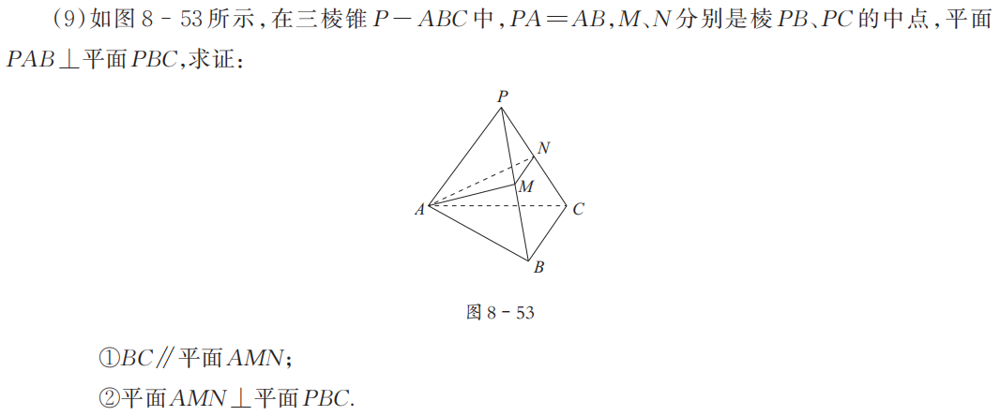 (9)如图8-53所示,在三棱锥P-ABC中,PA=AB,M、N分别是棱PB、PC的中点,平面
PAB⊥平面PBC,求证:
P
N
M
A
C
B
图8-53
①BC∥平面AMN;
②平面AMN⊥平面PBC.